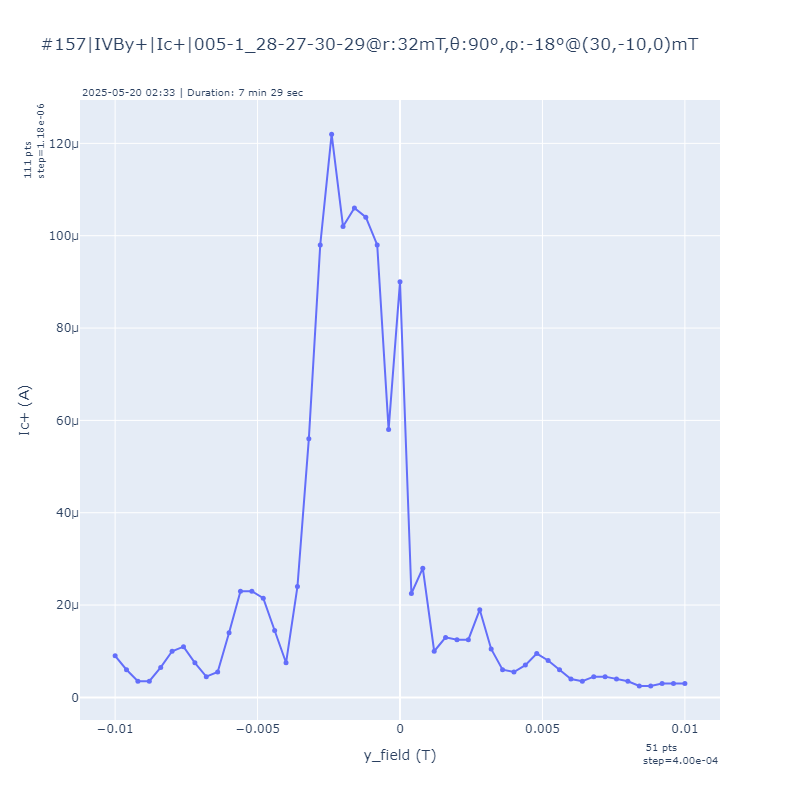 #157|IVBy+|Ic+|005-1_28-27-30-29@r:32mT,θ:90º,φ:-18º@(30,-10,0)mT
2025-05-20 02:33 | Duration: 7 min 29 sec
111 pts
step=1.18e-06
120μ
100μ
80μ
60μ
40μ
20μ
0
Ic+ (A)
−0.01
−0.005
0
0.005
0.01
y_field (T)
51 pts
step=4.00e-04